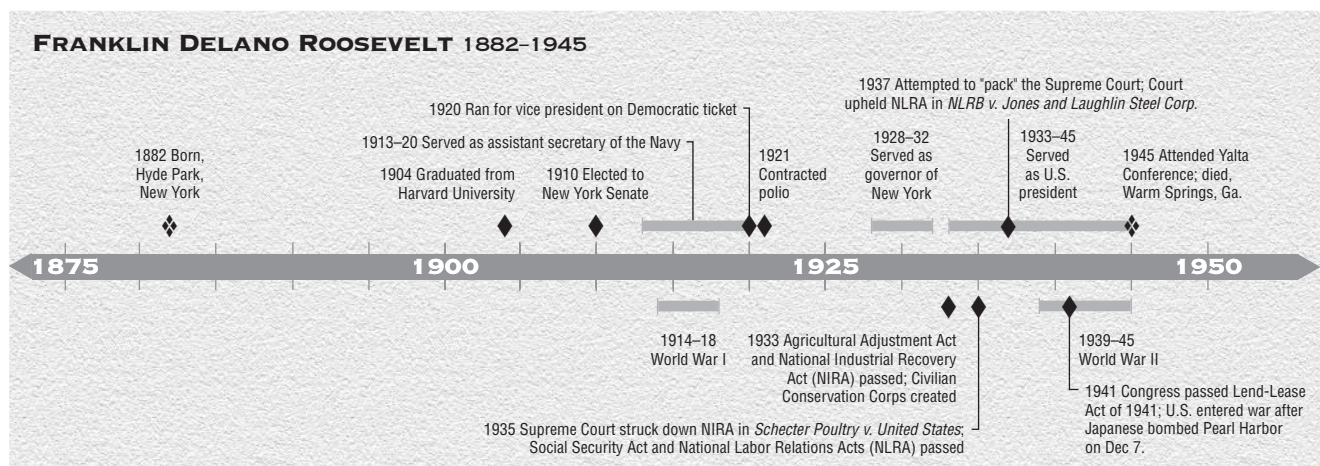 FRANKLIN DELANO ROOSEVELT 1882–1945
1937 Attempted to "pack" the Supreme Court; Court
upheld NLRA in NLRB v. Jones and Laughlin Steel Corp.
1920 Ran for vice president on Democratic ticket
1913–20 Served as assistant secretary of the Navy
1882 Born,
Hyde Park,
New York
1904 Graduated from
Harvard University
1910 Elected to
New York Senate
1921
Contracted
polio
1928–32
Served as
governor of
New York
1933–45
Served
as U.S.
president
1945 Attended Yalta
Conference; died,
Warm Springs, Ga.
1875
1900
1925
1950
1914–18
World War I
1933 Agricultural Adjustment Act
and National Industrial Recovery
Act (NIRA) passed; Civilian
Conservation Corps created
1939–45
World War II
1941 Congress passed Lend-Lease
Act of 1941; U.S. entered war after
Japanese bombed Pearl Harbor
on Dec 7.
1935 Supreme Court struck down NIRA in Schecter Poultry v. United States;
Social Security Act and National Labor Relations Acts (NLRA) passed